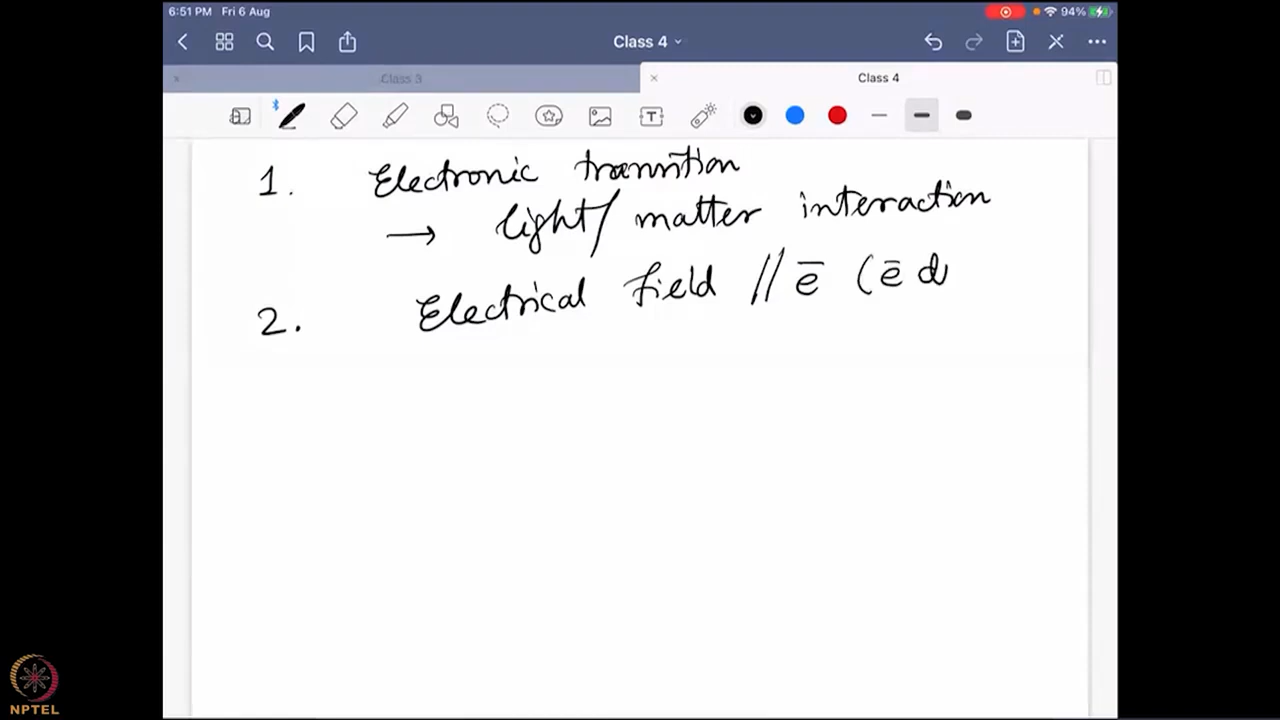 6:51 PM Fri 6 Aug 94%
Class 4
Class 3 Class 4
1. Electronic transition
→ light/ matter interaction
2. Electrical field // ē (ē d
NPTEL